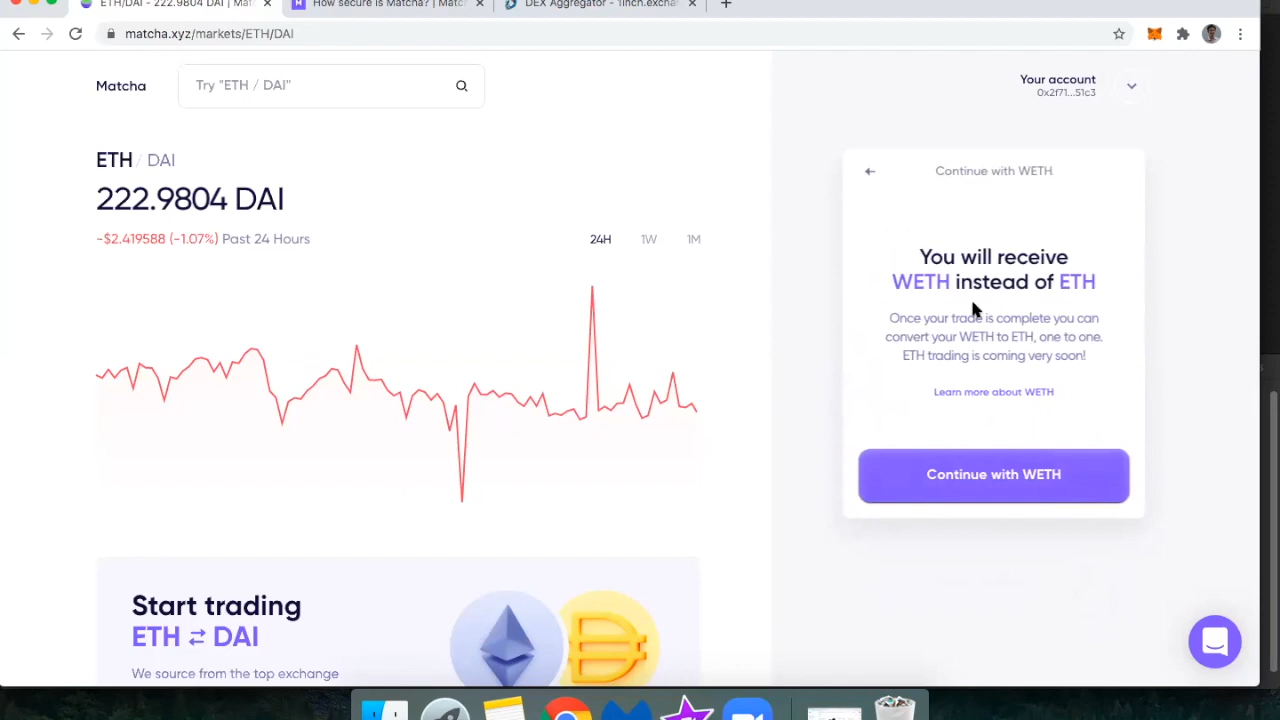 ETH/DAI - 222.9804 DAI | Mat
How secure is Matcha? | Matc
DEX Aggregator - 1inch.excha
matcha.xyz/markets/ETH/DAI
Matcha
Try "ETH / DAI"
Your account
0x2f71...51c3
ETH / DAI
222.9804 DAI
-$2.419588 (-1.07%) Past 24 Hours
24H 1W 1M
Continue with WETH
You will receive
WETH instead of ETH
Once your trade is complete you can
convert your WETH to ETH, one to one.
ETH trading is coming very soon!
Learn more about WETH
Continue with WETH
Start trading
ETH ⇄ DAI
We source from the top exchange